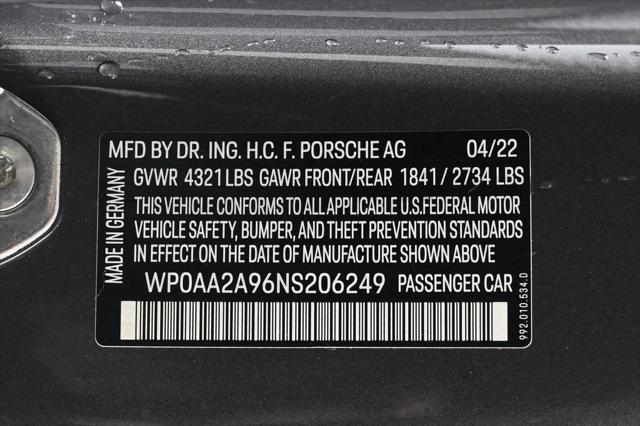 MFD BY DR. ING. H.C. F. PORSCHE AG 04/22
GVWR 4321 LBS GAWR FRONT/REAR 1841 / 2734 LBS
THIS VEHICLE CONFORMS TO ALL APPLICABLE U.S. FEDERAL MOTOR
VEHICLE SAFETY, BUMPER, AND THEFT PREVENTION STANDARDS
IN EFFECT ON THE DATE OF MANUFACTURE SHOWN ABOVE
WP0AA2A96NS206249 PASSENGER CAR
MADE IN GERMANY
992.010.534.D